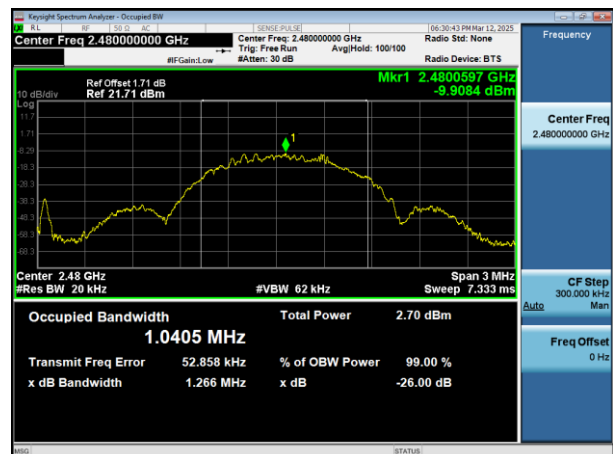 Keysight Spectrum Analyzer - Occupied BW
RL RF 50 Ω AC SENSE:PULSE 06:30:43 PM Mar 12, 2025
Center Freq 2.480000000 GHz Center Freq: 2.480000000 GHz Radio Std: None Frequency
Trig: Free Run Avg|Hold: 100/100
#IFGain:Low #Atten: 30 dB Radio Device: BTS
Mkr1 2.4800597 GHz
Ref Offset 1.71 dB
10 dB/div Ref 21.71 dBm -9.9084 dBm
Log
11.7
1.71
-8.29
-18.3
-28.3
-38.3
-48.3
-58.3
-68.3
1
Center Freq
2.480000000 GHz
Center 2.48 GHz Span 3 MHz
#Res BW 20 kHz #VBW 62 kHz Sweep 7.333 ms
CF Step
300.000 kHz
Auto Man
Occupied Bandwidth Total Power 2.70 dBm
1.0405 MHz
Transmit Freq Error 52.858 kHz % of OBW Power 99.00 %
x dB Bandwidth 1.266 MHz x dB -26.00 dB
Freq Offset
0 Hz
MSG STATUS